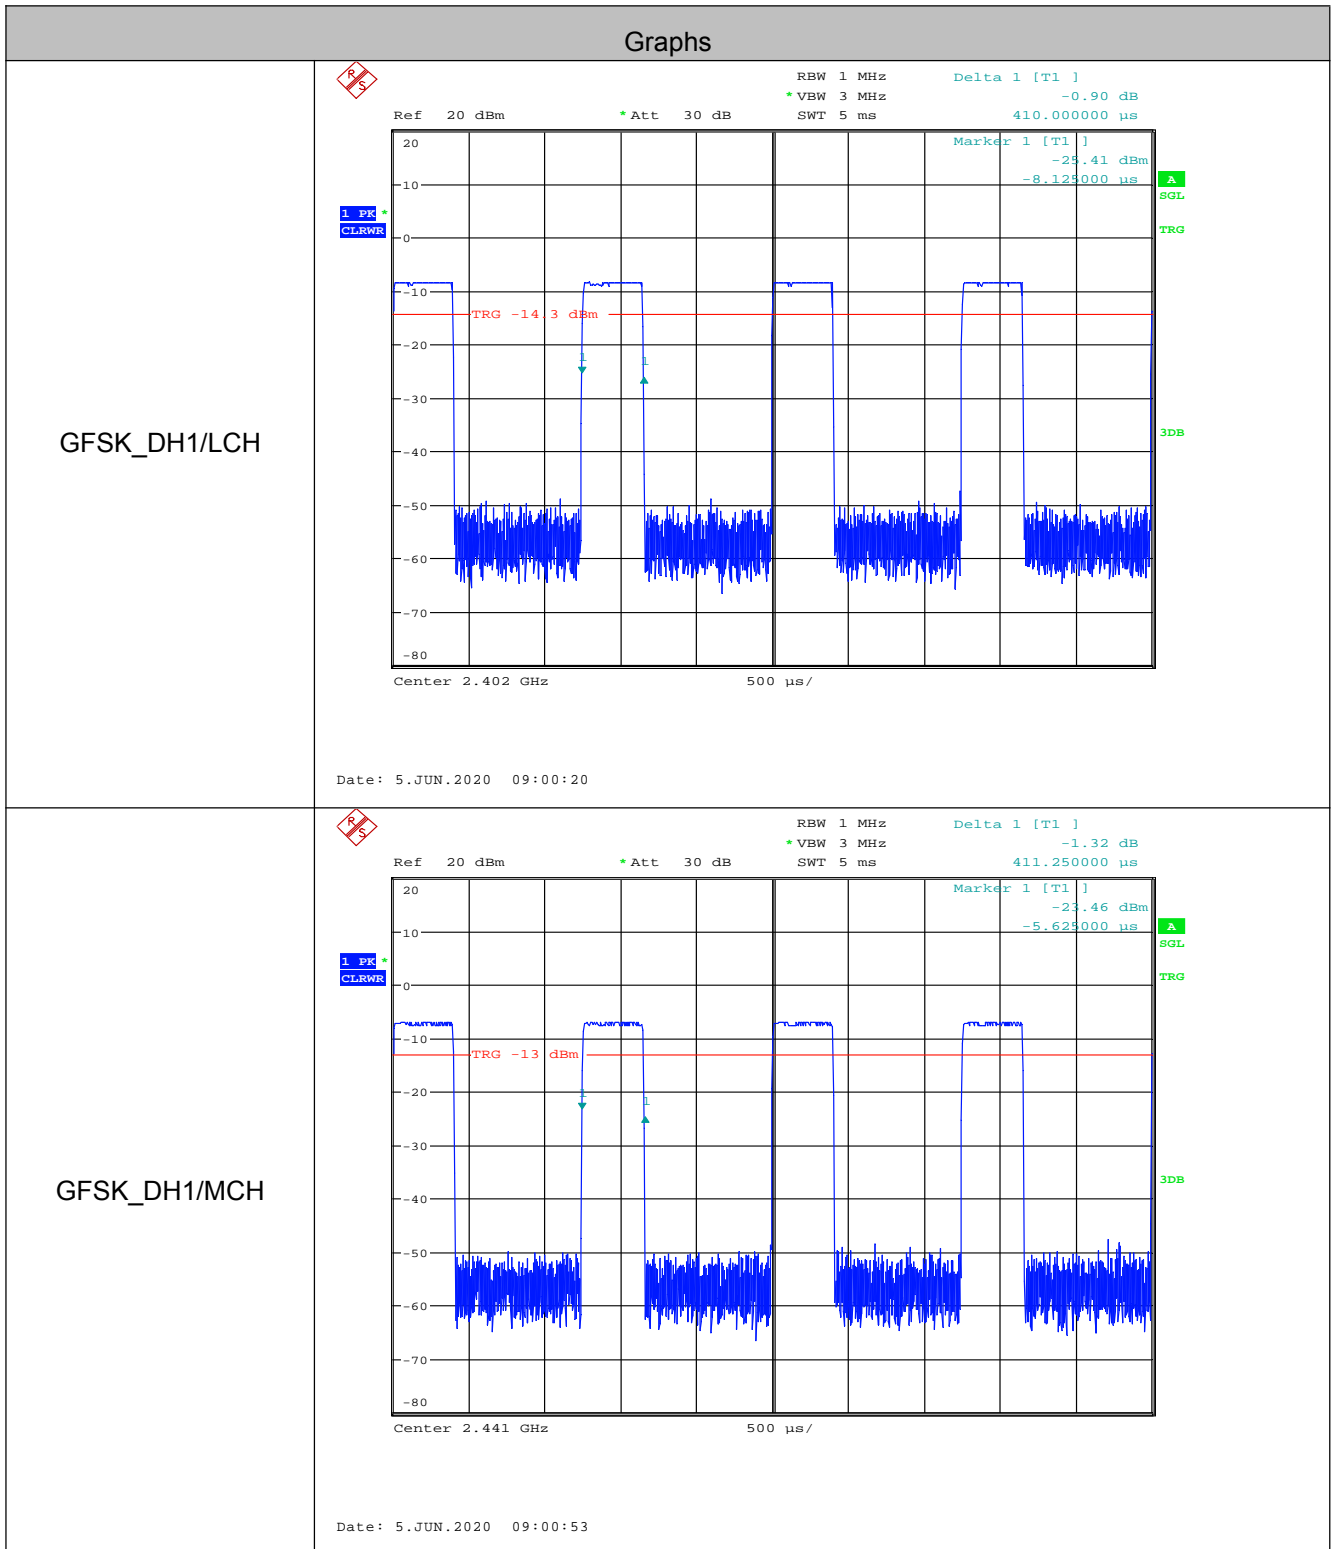 Graphs
GFSK_DH1/LCH
R S
RBW 1 MHz Delta 1 [T1 ]
* VBW 3 MHz -0.90 dB
Ref 20 dBm * Att 30 dB SWT 5 ms 410.000000 µs
20 Marker 1 [T1 ]
-25.41 dBm
10 -8.125000 µs A
SGL
1 PK *
CLRWR
0 TRG
-10
TRG -14.3 dBm
-20
1 1
-30
3DB
-40
-50
-60
-70
-80
Center 2.402 GHz 500 µs/
Date: 5.JUN.2020 09:00:20
GFSK_DH1/MCH
R S
RBW 1 MHz Delta 1 [T1 ]
* VBW 3 MHz -1.32 dB
Ref 20 dBm * Att 30 dB SWT 5 ms 411.250000 µs
20 Marker 1 [T1 ]
-23.46 dBm
10 -5.625000 µs A
SGL
1 PK *
CLRWR
0 TRG
-10
TRG -13 dBm
-20
1 1
-30
3DB
-40
-50
-60
-70
-80
Center 2.441 GHz 500 µs/
Date: 5.JUN.2020 09:00:53